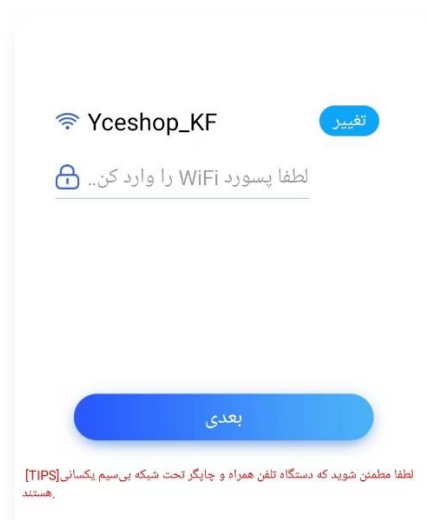 Yceshop_KF
تغییر
لطفا پسورد WiFi را وارد کن..
بعدی
[TIPS]لطفا مطمئن شوید که دستگاه تلفن همراه و چاپگر تحت شبکه بی‌سیم یکسانی
هستند.